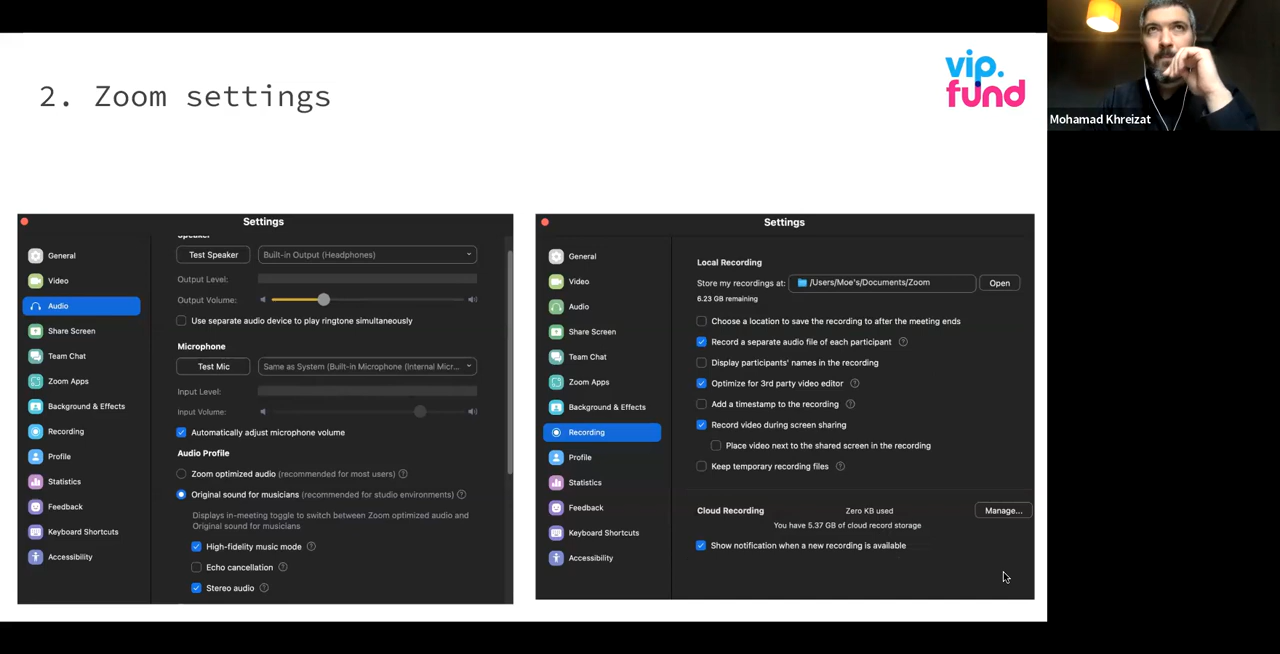 2. Zoom settings
vip.
fund
Mohamad Khreizat
Settings
General
Video
Audio
Share Screen
Team Chat
Zoom Apps
Background & Effects
Recording
Profile
Statistics
Feedback
Keyboard Shortcuts
Accessibility
Speaker
Test Speaker Built-in Output (Headphones)
Output Level:
Output Volume:
Use separate audio device to play ringtone simultaneously
Microphone
Test Mic Same as System (Built-in Microphone (Internal Micr...
Input Level:
Input Volume:
Automatically adjust microphone volume
Audio Profile
Zoom optimized audio (recommended for most users) ?
Original sound for musicians (recommended for studio environments) ?
Displays in-meeting toggle to switch between Zoom optimized audio and
Original sound for musicians
High-fidelity music mode ?
Echo cancellation ?
Stereo audio ?
Settings
General
Video
Audio
Share Screen
Team Chat
Zoom Apps
Background & Effects
Recording
Profile
Statistics
Feedback
Keyboard Shortcuts
Accessibility
Local Recording
Store my recordings at: /Users/Moe's/Documents/Zoom Open
6.23 GB remaining
Choose a location to save the recording to after the meeting ends
Record a separate audio file of each participant ?
Display participants' names in the recording
Optimize for 3rd party video editor ?
Add a timestamp to the recording ?
Record video during screen sharing
Place video next to the shared screen in the recording
Keep temporary recording files ?
Cloud Recording Zero KB used Manage...
You have 5.37 GB of cloud record storage
Show notification when a new recording is available